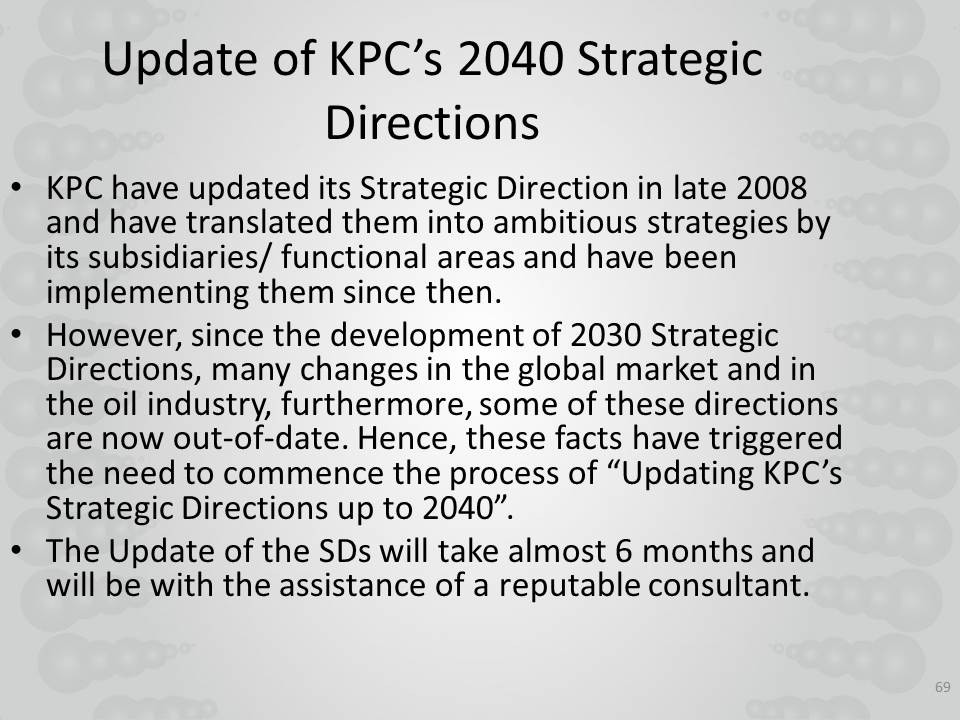 Update of KPC’s 2040 Strategic
Directions
• KPC have updated its Strategic Direction in late 2008
and have translated them into ambitious strategies by
its subsidiaries/ functional areas and have been
implementing them since then.
• However, since the development of 2030 Strategic
Directions, many changes in the global market and in
the oil industry, furthermore, some of these directions
are now out-of-date. Hence, these facts have triggered
the need to commence the process of “Updating KPC’s
Strategic Directions up to 2040”.
• The Update of the SDs will take almost 6 months and
will be with the assistance of a reputable consultant.
69